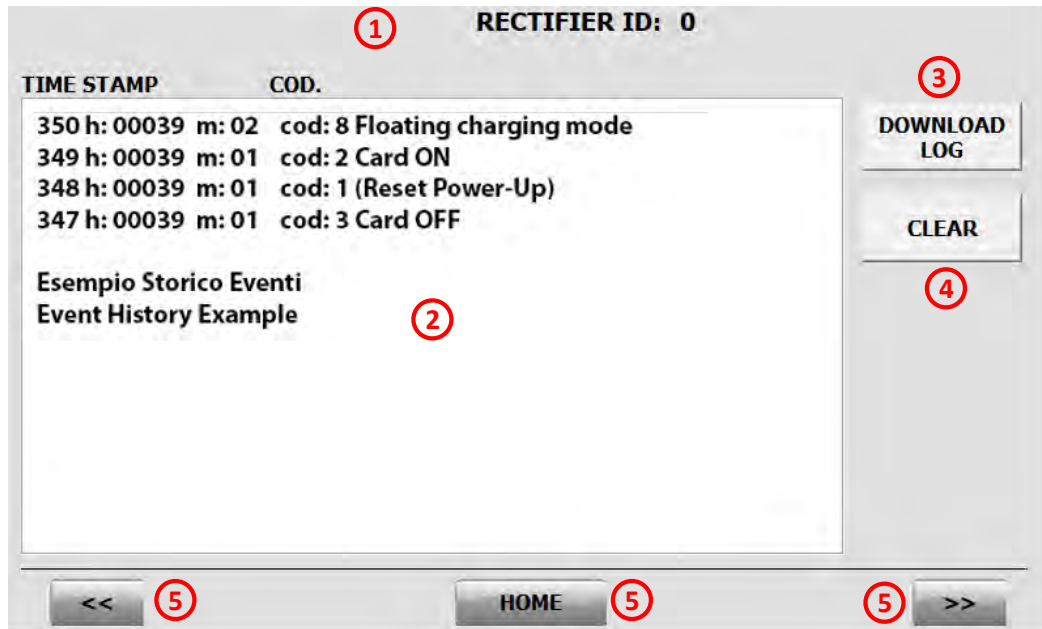 1
RECTIFIER ID: 0
TIME STAMP COD.
3
350 h: 00039 m: 02 cod: 8 Floating charging mode
349 h: 00039 m: 01 cod: 2 Card ON
348 h: 00039 m: 01 cod: 1 (Reset Power-Up)
347 h: 00039 m: 01 cod: 3 Card OFF
DOWNLOAD
LOG
CLEAR
4
Esempio Storico Eventi
Event History Example
2
<< 5 HOME 5 5 >>